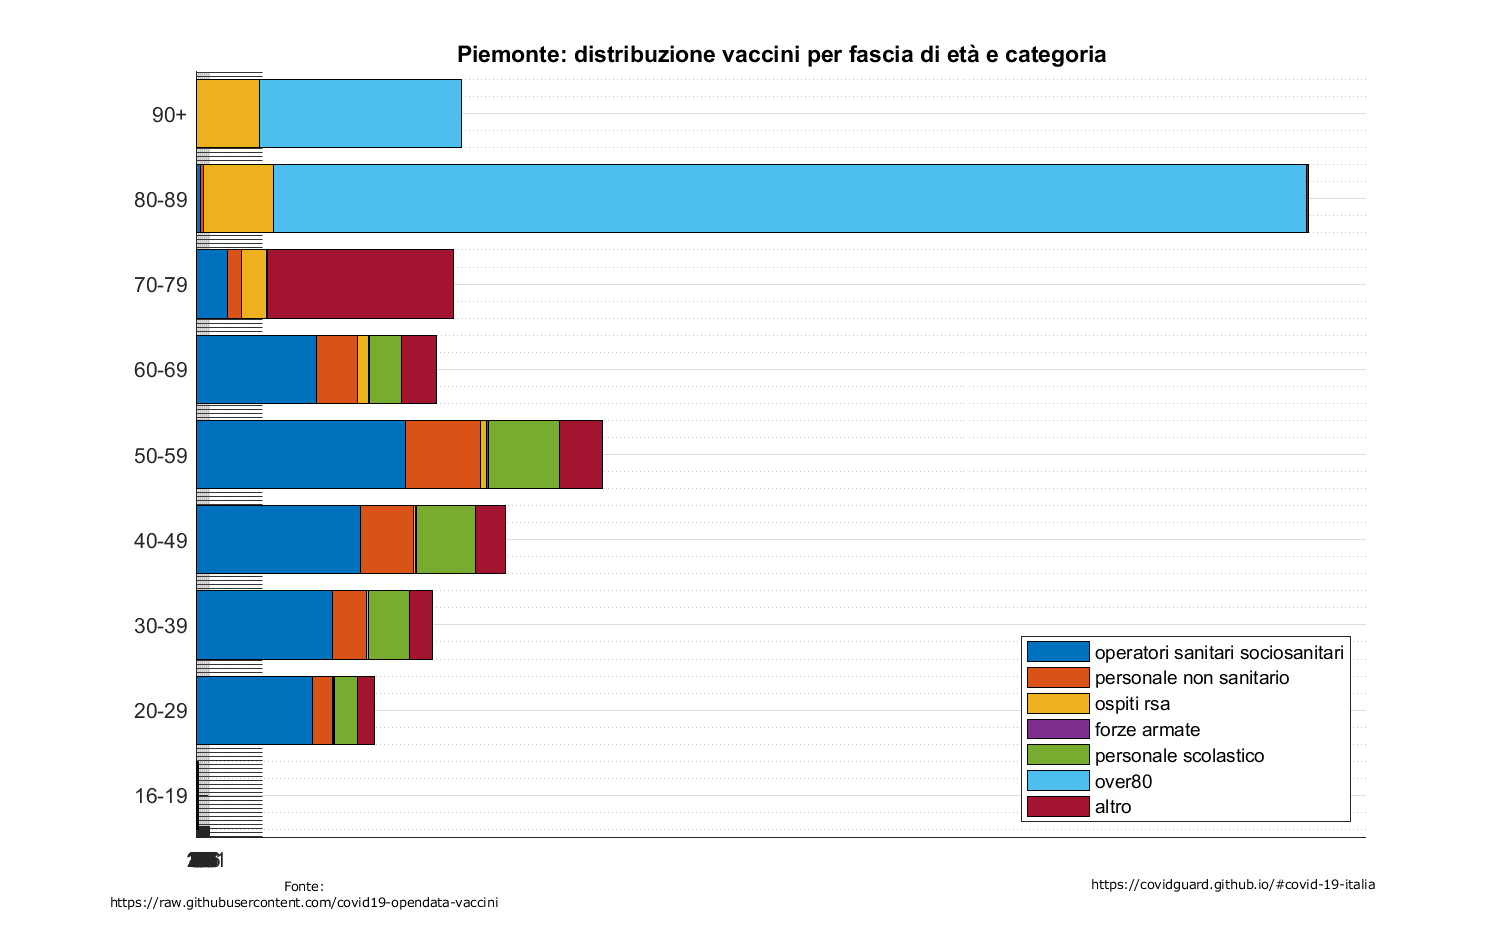 Piemonte: distribuzione vaccini per fascia di età e categoria
90+
80-89
70-79
60-69
50-59
40-49
30-39
20-29
16-19
operatori sanitari sociosanitari
personale non sanitario
ospiti rsa
forze armate
personale scolastico
over80
altro
Fonte:
https://raw.githubusercontent.com/covid19-opendata-vaccini
https://covidguard.github.io/#covid-19-italia